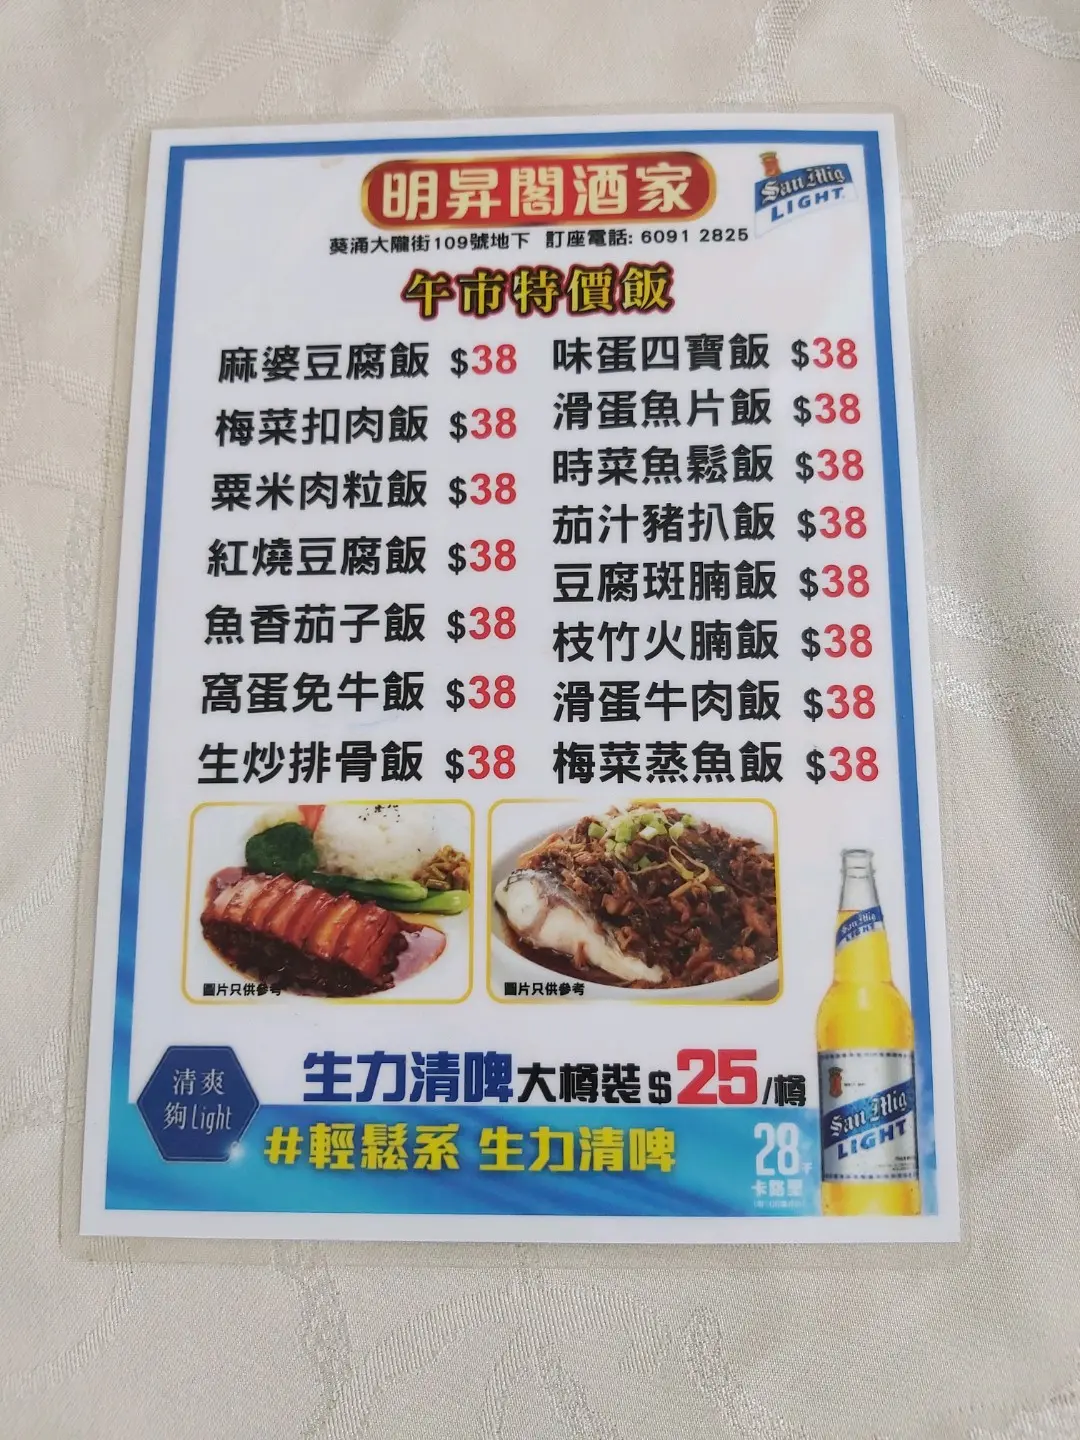 明昇閣酒家
San Mig
LIGHT
葵涌大隴街109號地下 訂座電話: 6091 2825
午市特價飯
麻婆豆腐飯 $38
梅菜扣肉飯 $38
粟米肉粒飯 $38
紅燒豆腐飯 $38
魚香茄子飯 $38
窩蛋免牛飯 $38
生炒排骨飯 $38
味蛋四寶飯 $38
滑蛋魚片飯 $38
時菜魚鬆飯 $38
茄汁豬扒飯 $38
豆腐斑腩飯 $38
枝竹火腩飯 $38
滑蛋牛肉飯 $38
梅菜蒸魚飯 $38
圖片只供參考
圖片只供參考
清爽
夠Light
生力清啤大樽裝$25/樽
#輕鬆系 生力清啤
28千
卡路里
San Mig
LIGHT
San Mig
LIGHT